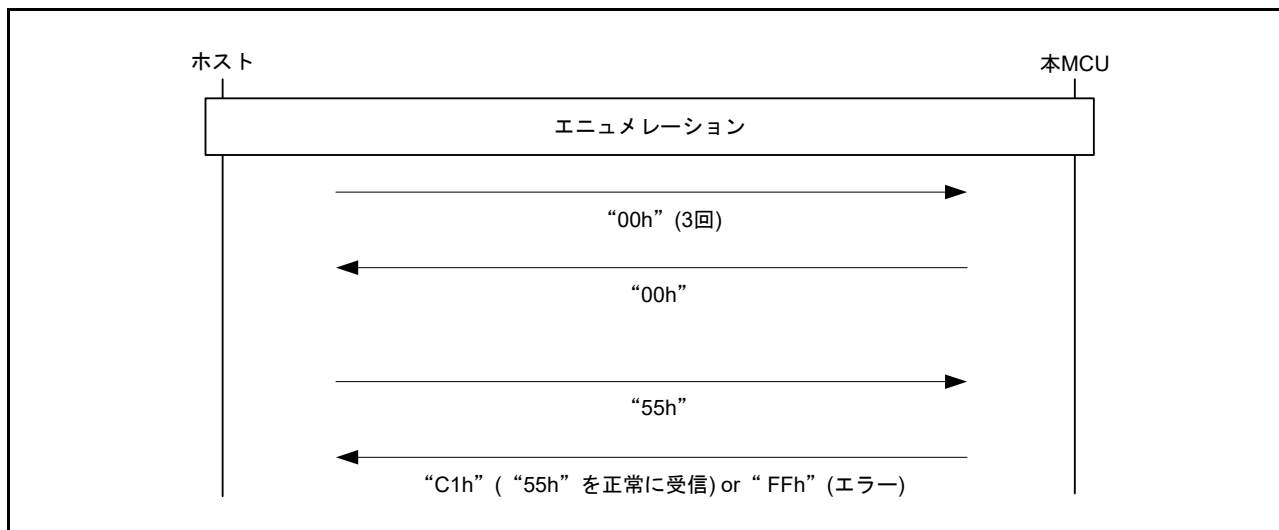 ホスト
本MCU
エニュメレーション
“00h” (3回)
“00h”
“55h”
“C1h” ( “55h” を正常に受信) or “ FFh” (エラー)